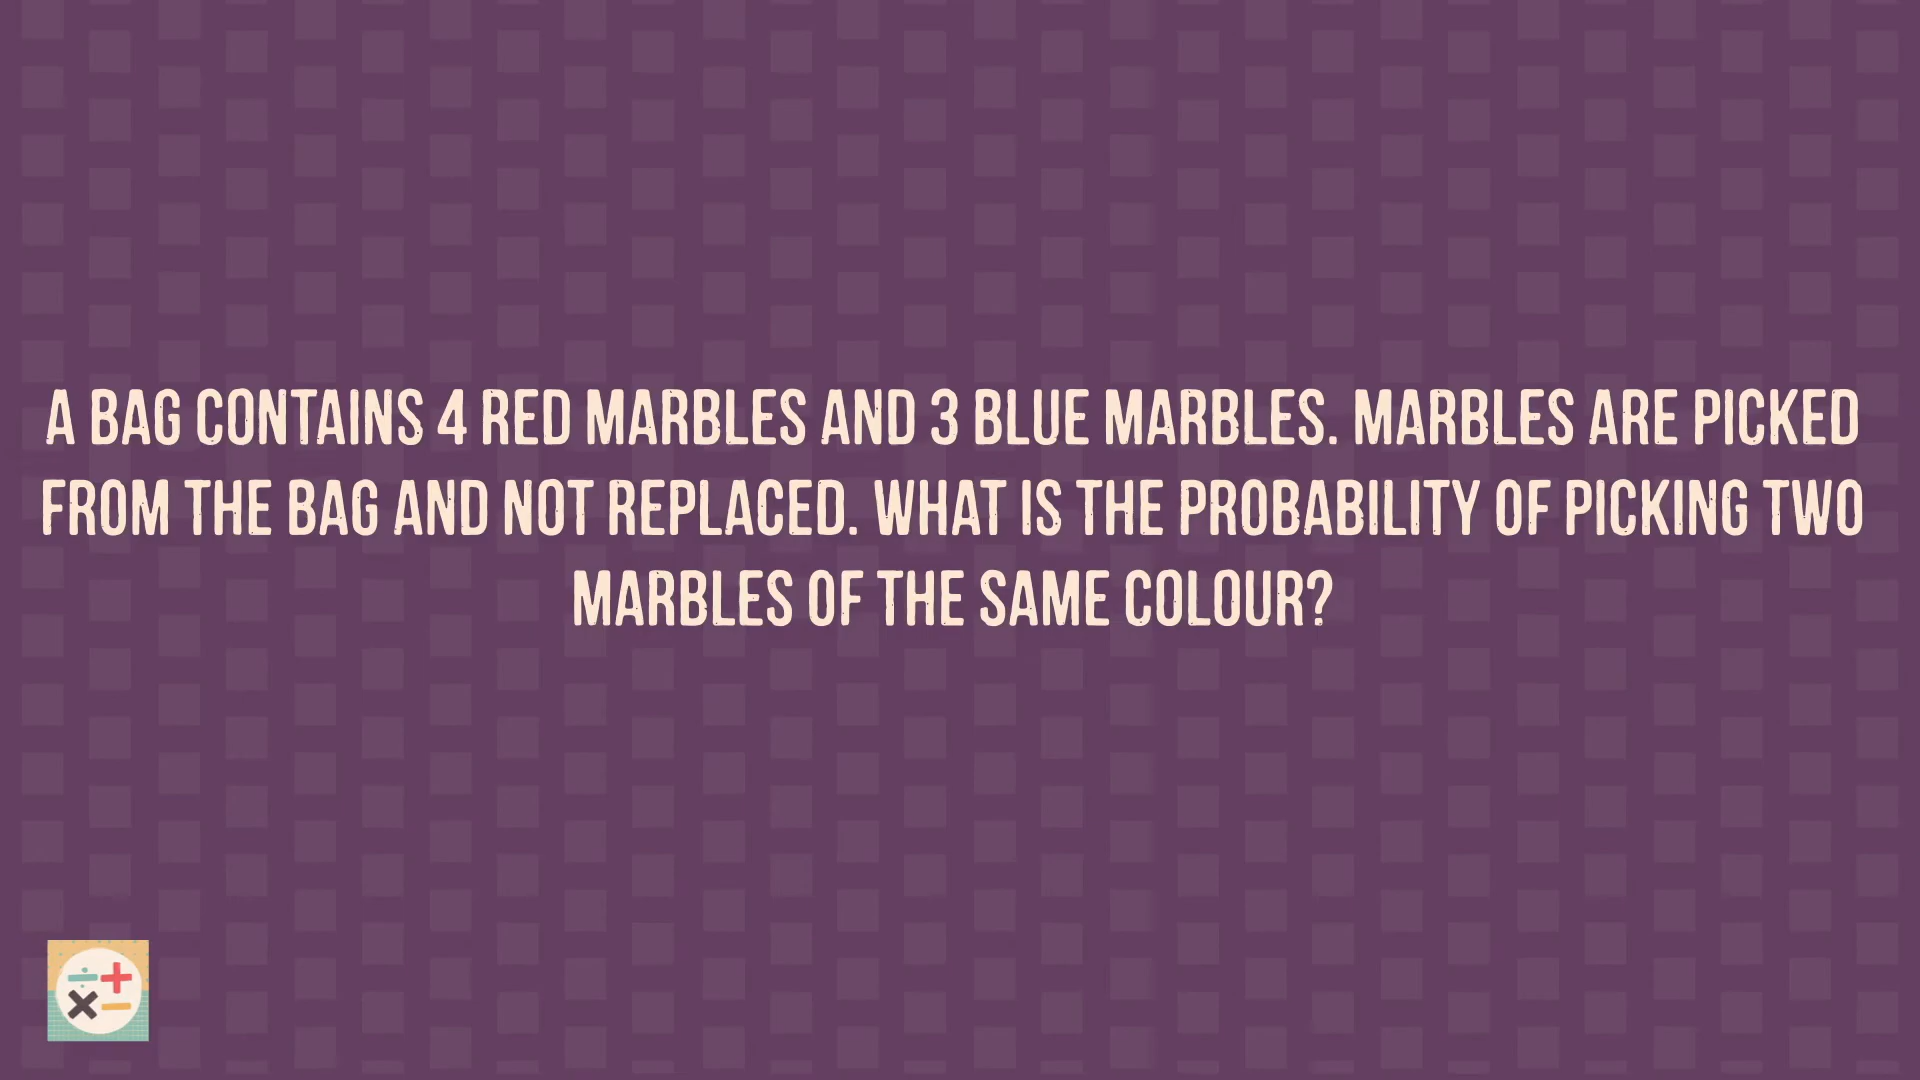 A BAG CONTAINS 4 RED MARBLES AND 3 BLUE MARBLES. MARBLES ARE PICKED
FROM THE BAG AND NOT REPLACED. WHAT IS THE PROBABILITY OF PICKING TWO
MARBLES OF THE SAME COLOUR?